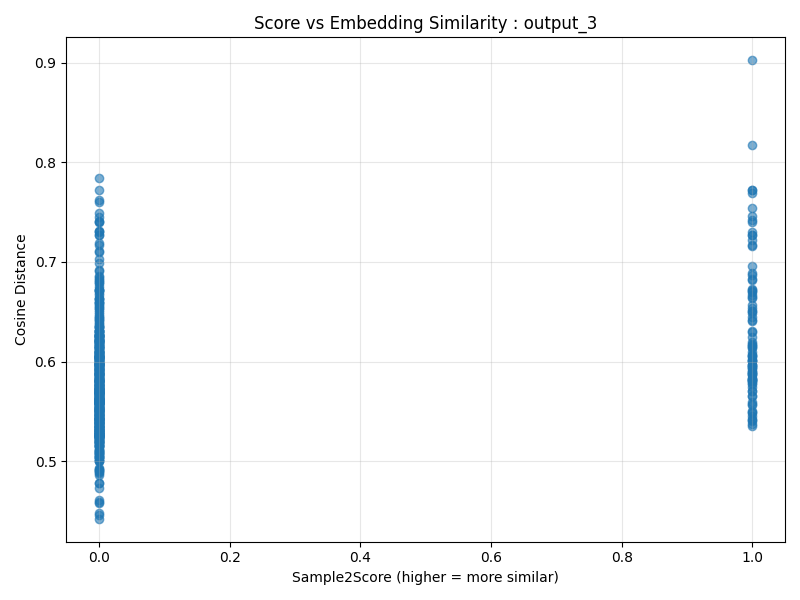 Score vs Embedding Similarity : output_3
Cosine Distance
0.9
0.8
0.7
0.6
0.5
0.0 0.2 0.4 0.6 0.8 1.0
Sample2Score (higher = more similar)